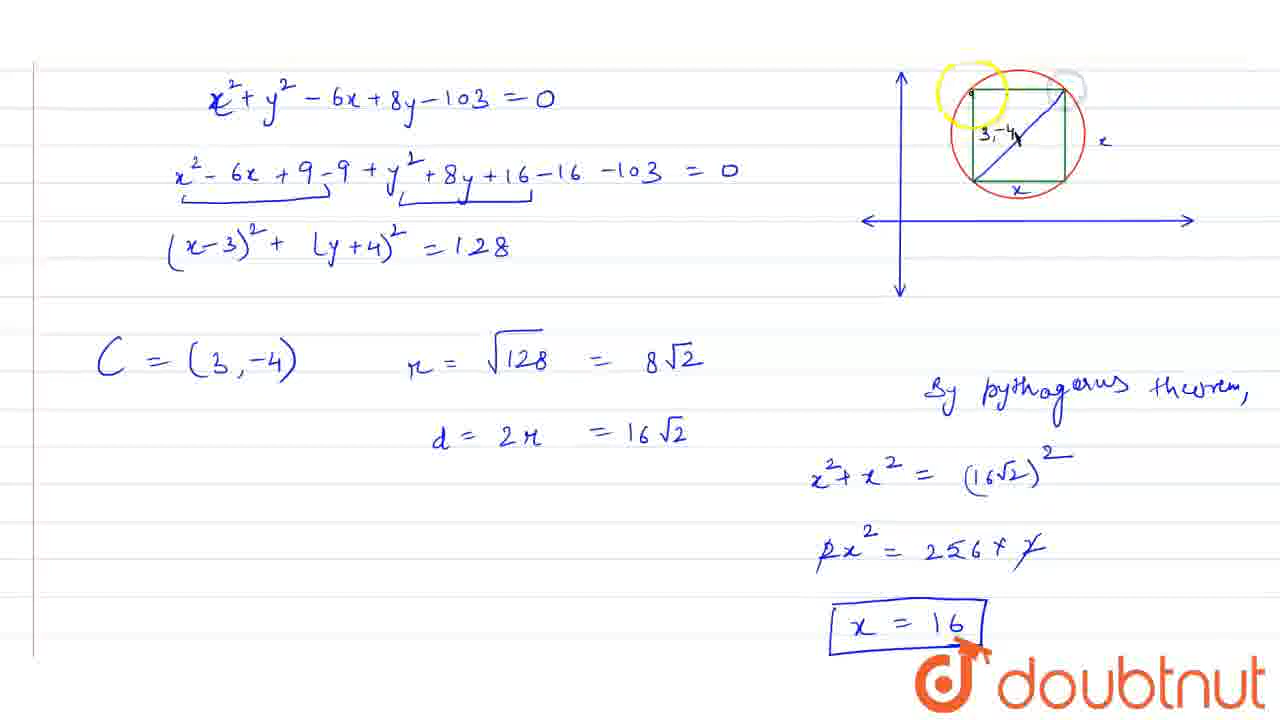 x² + y² - 6x + 8y - 103 = 0
x² - 6x + 9 - 9 + y² + 8y + 16 - 16 - 103 = 0
(x-3)² + (y+4)² = 128
3,-4
x
x
C = (3,-4) r = √128 = 8√2
d = 2r = 16√2
By pythagorus theorem,
x² + x² = (16√2)²
2x² = 256 × 2
x = 16
doubtnut